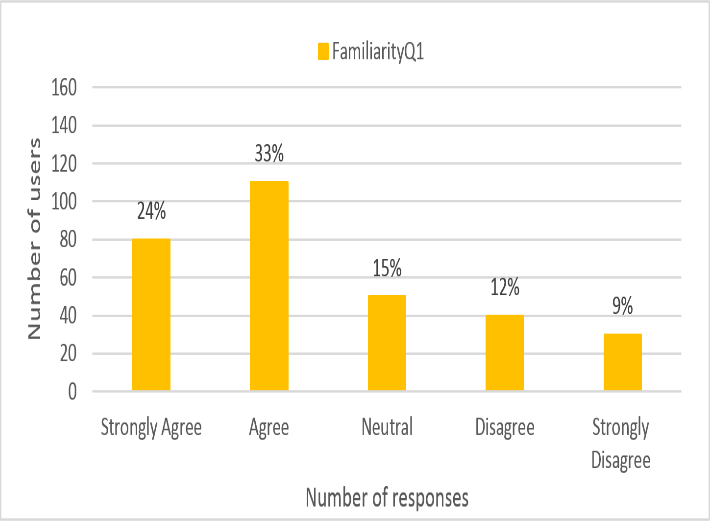 FamiliarityQ1
160
140
120
100
80
60
40
20
0
Number of users
24%
33%
15%
12%
9%
Strongly Agree
Agree
Neutral
Disagree
Strongly
Disagree
Number of responses